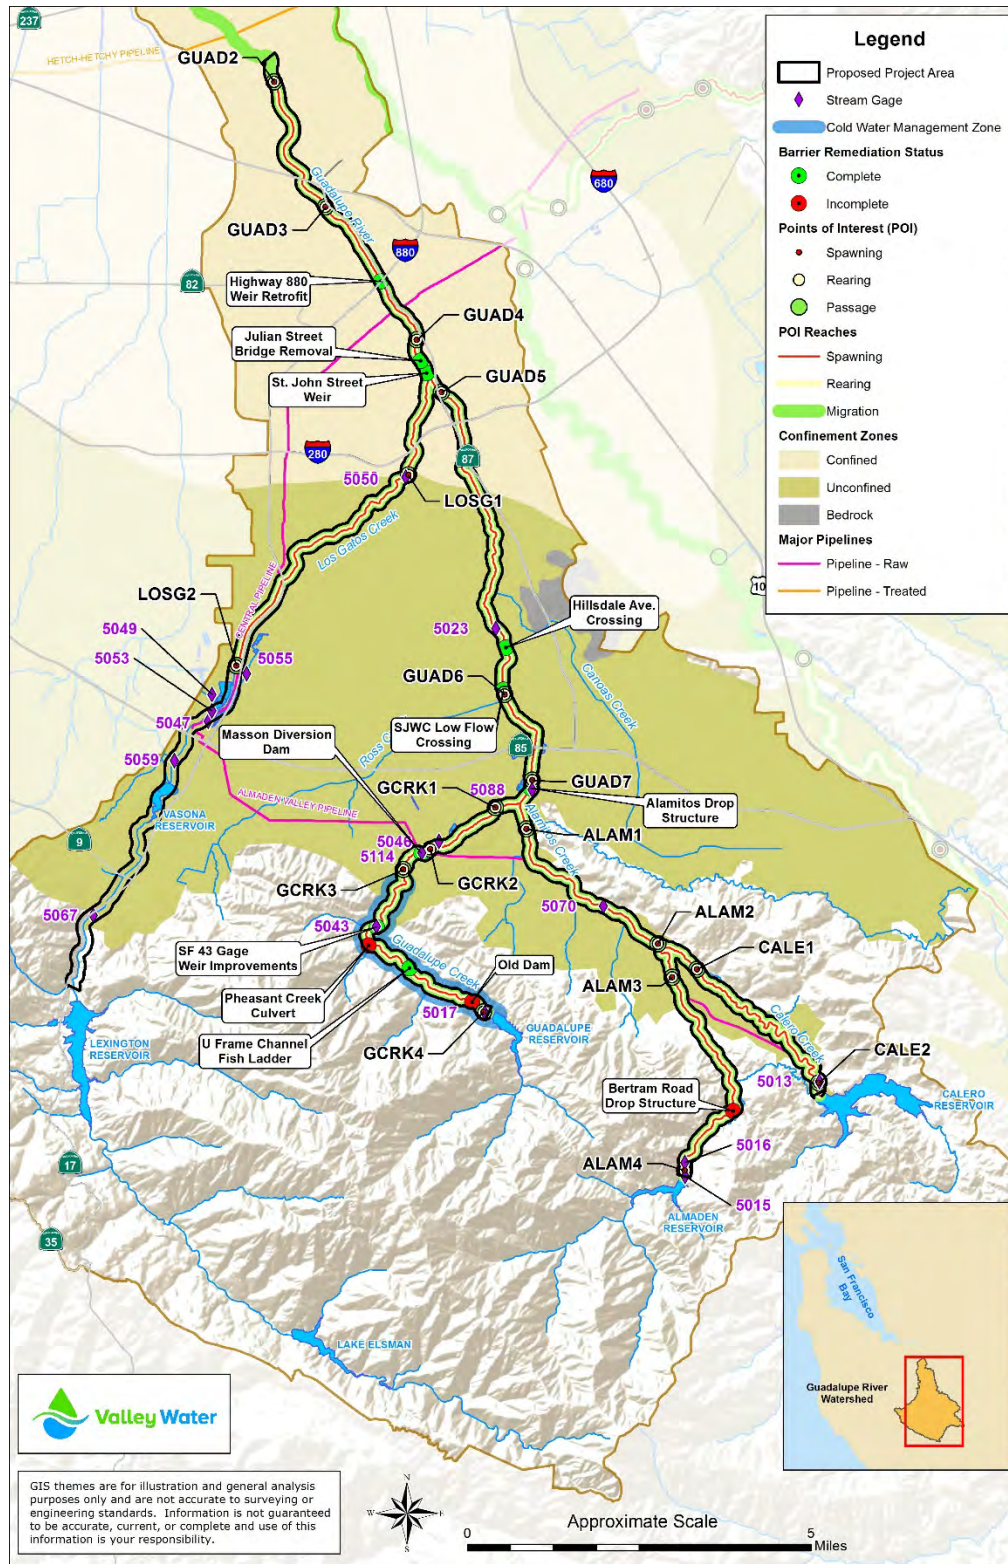 237
HETCH-HETCHY PIPELINE
GUAD2
Guadalupe River
680
GUAD3
880
82
Highway 880
Weir Retrofit
GUAD4
Julian Street
Bridge Removal
St. John Street
Weir
GUAD5
280
87
5050
LOSG1
Los Gatos Creek
CENTRAL PIPELINE
LOSG2
5049
5053
5055
5047
5059
5023
Hillsdale Ave.
Crossing
Canoas Creek
GUAD6
SJWC Low Flow
Crossing
Masson Diversion
Dam
Ross
85
GUAD7
5088
GCRK1
Alamitos Drop
Structure
VASONA
RESERVOIR
ALMADEN VALLEY PIPELINE
9
5046
5114
ALAM1
Alamitos Creek
GCRK2
GCRK3
5070
5067
5043
ALAM2
CALE1
SF 43 Gage
Weir Improvements
Guadalupe Creek
Old Dam
ALAM3
Pheasant Creek
Culvert
5017
U Frame Channel
Fish Ladder
GCRK4
GUADALUPE
RESERVOIR
LEXINGTON
RESERVOIR
Calero Creek
CALE2
5013
CALERO
RESERVOIR
Bertram Road
Drop Structure
5016
ALAM4
5015
ALMADEN
RESERVOIR
17
35
LAKE ELSMAN
10
Legend
Proposed Project Area
Stream Gage
Cold Water Management Zone
Barrier Remediation Status
Complete
Incomplete
Points of Interest (POI)
Spawning
Rearing
Passage
POI Reaches
Spawning
Rearing
Migration
Confinement Zones
Confined
Unconfined
Bedrock
Major Pipelines
Pipeline - Raw
Pipeline - Treated
San Francisco
Bay
Guadalupe River
Watershed
Valley Water
GIS themes are for illustration and general analysis
purposes only and are not accurate to surveying or
engineering standards. Information is not guaranteed
to be accurate, current, or complete and use of this
information is your responsibility.
N
W
E
S
Approximate Scale
0
5
Miles